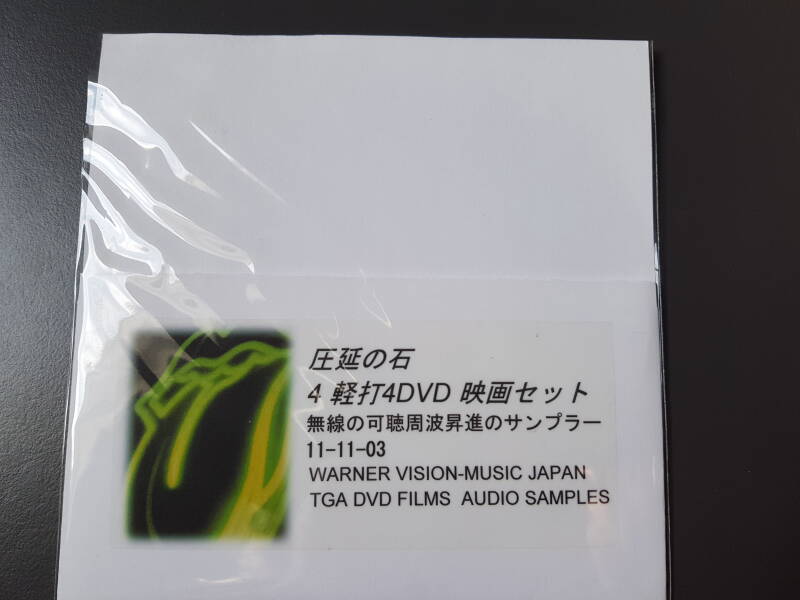 圧延の石
4 軽打4DVD 映画セット
無線の可聴周波昇進のサンプラー
11-11-03
WARNER VISION-MUSIC JAPAN
TGA DVD FILMS AUDIO SAMPLES